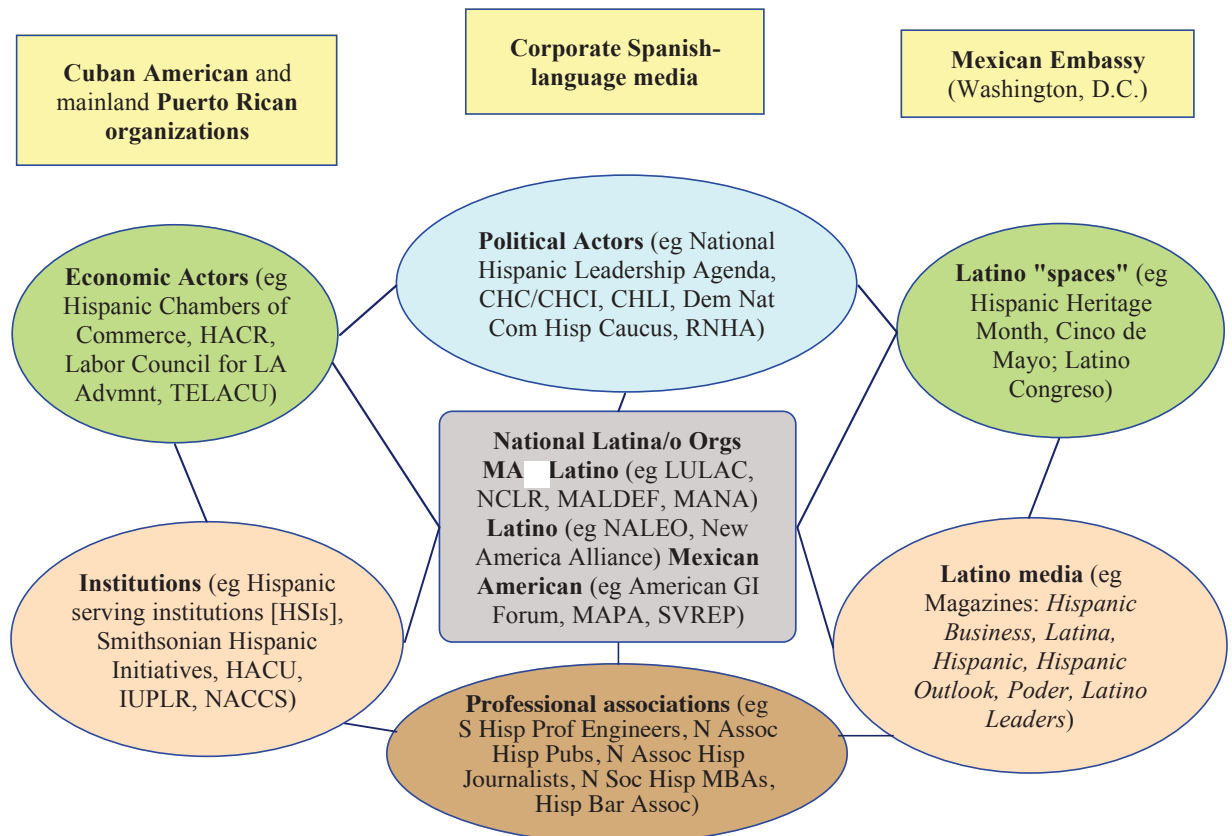 Cuban American and
mainland Puerto Rican
organizations
Corporate Spanish-
language media
Mexican Embassy
(Washington, D.C.)
Economic Actors (eg
Hispanic Chambers of
Commerce, HACR,
Labor Council for LA
Advmnt, TELACU)
Political Actors (eg National
Hispanic Leadership Agenda,
CHC/CHCI, CHLI, Dem Nat
Com Hisp Caucus, RNHA)
Latino "spaces" (eg
Hispanic Heritage
Month, Cinco de
Mayo; Latino
Congreso)
National Latina/o Orgs
MA Latino (eg LULAC,
NCLR, MALDEF, MANA)
Latino (eg NALEO, New
America Alliance) Mexican
American (eg American GI
Forum, MAPA, SVREP)
Institutions (eg Hispanic
serving institutions [HSIs],
Smithsonian Hispanic
Initiatives, HACU,
IUPLR, NACCS)
Latino media (eg
Magazines: Hispanic
Business, Latina,
Hispanic, Hispanic
Outlook, Poder, Latino
Leaders)
Professional associations (eg
S Hisp Prof Engineers, N Assoc
Hisp Pubs, N Assoc Hisp
Journalists, N Soc Hisp MBAs,
Hisp Bar Assoc)